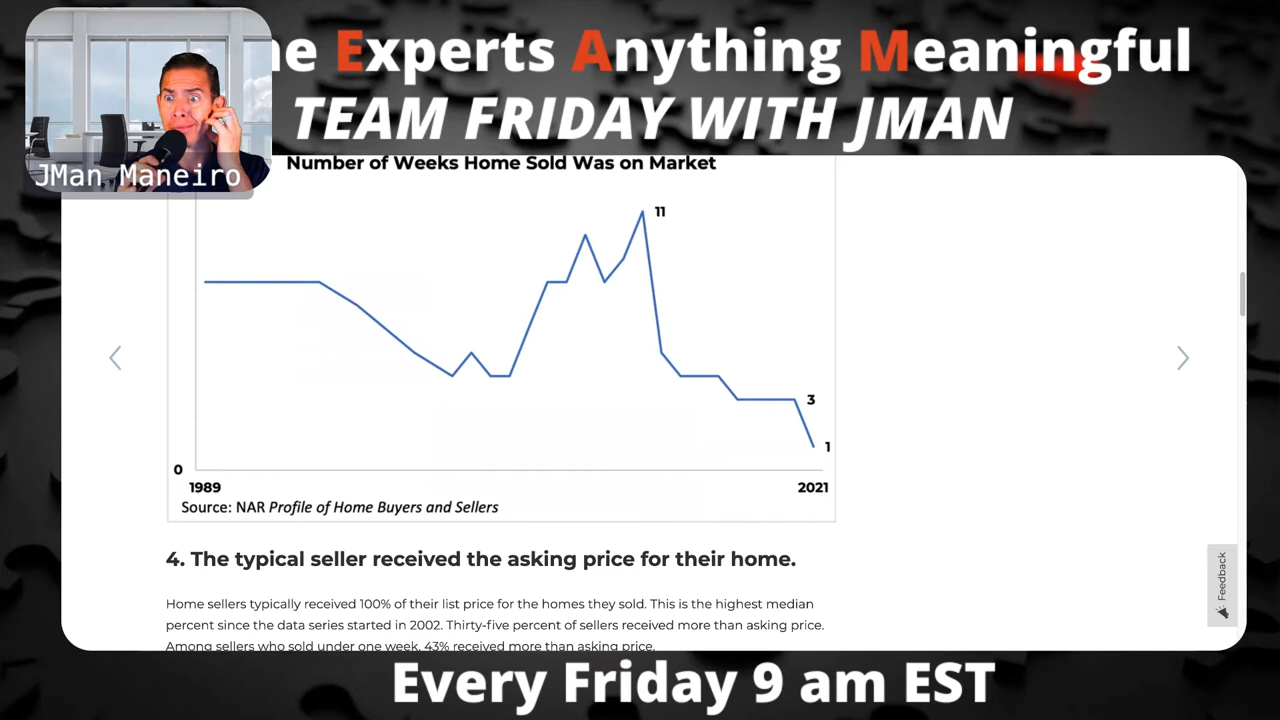 ne Experts Anything Meaningful
TEAM FRIDAY WITH JMAN
JMan Maneiro
Number of Weeks Home Sold Was on Market
11
3
1
0
1989
2021
Source: NAR Profile of Home Buyers and Sellers
4. The typical seller received the asking price for their home.
Home sellers typically received 100% of their list price for the homes they sold. This is the highest median
percent since the data series started in 2002. Thirty-five percent of sellers received more than asking price.
Among sellers who sold under one week, 43% received more than asking price.
Feedback
Every Friday 9 am EST